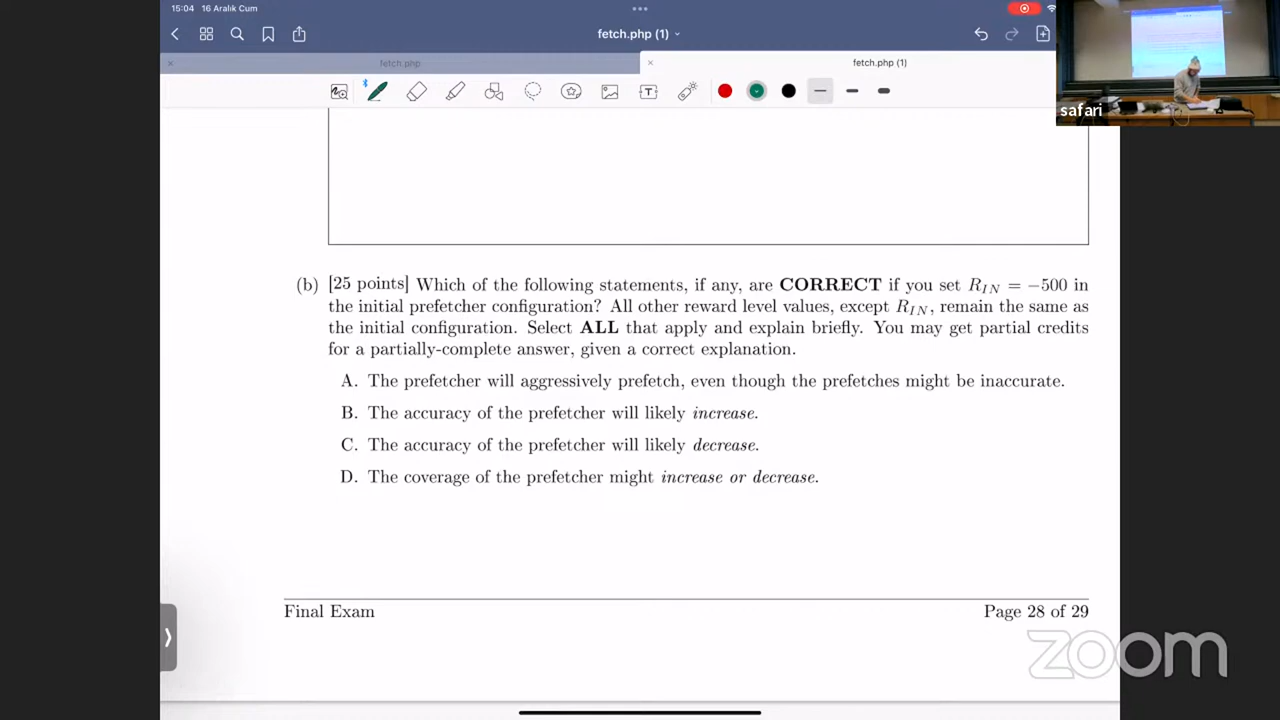 15:04 16 Aralık Cum
fetch.php (1)
fetch.php
fetch.php (1)
T
safari
(b) [25 points] Which of the following statements, if any, are CORRECT if you set R_IN = −500 in
the initial prefetcher configuration? All other reward level values, except R_IN, remain the same as
the initial configuration. Select ALL that apply and explain briefly. You may get partial credits
for a partially-complete answer, given a correct explanation.
A. The prefetcher will aggressively prefetch, even though the prefetches might be inaccurate.
B. The accuracy of the prefetcher will likely increase.
C. The accuracy of the prefetcher will likely decrease.
D. The coverage of the prefetcher might increase or decrease.
Final Exam
Page 28 of 29
zoom